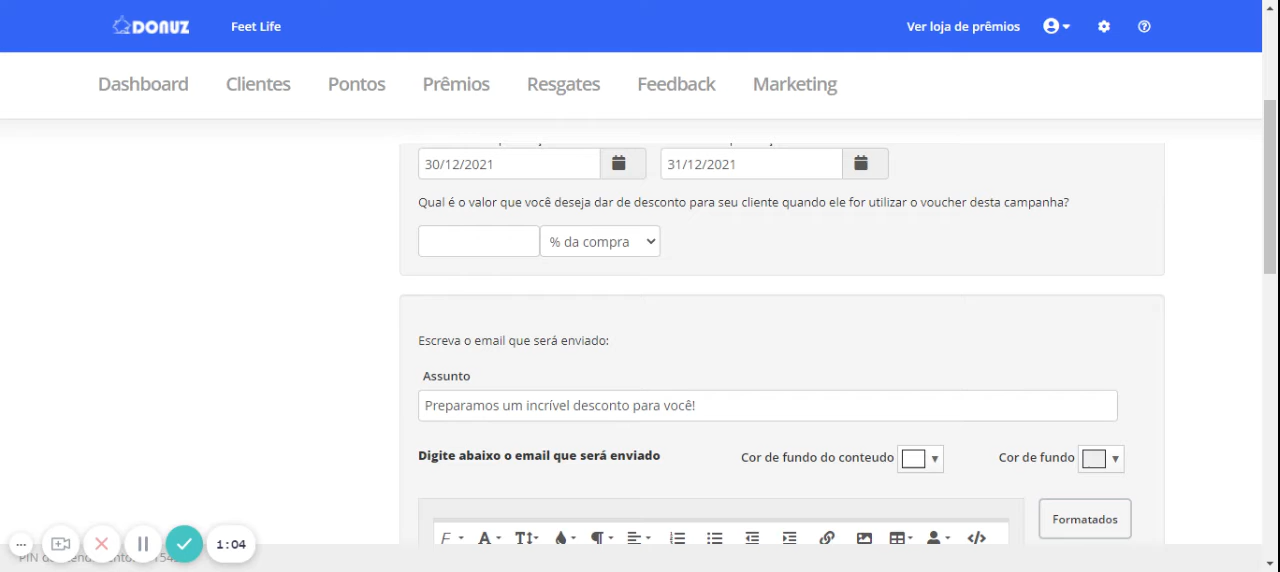 DONUZ Feet Life Ver loja de prêmios
Dashboard Clientes Pontos Prêmios Resgates Feedback Marketing
30/12/2021 31/12/2021
Qual é o valor que você deseja dar de desconto para seu cliente quando ele for utilizar o voucher desta campanha?
% da compra
Escreva o email que será enviado:
Assunto
Preparamos um incrível desconto para você!
Digite abaixo o email que será enviado Cor de fundo do conteudo Cor de fundo
Formatados
1:04
PIN